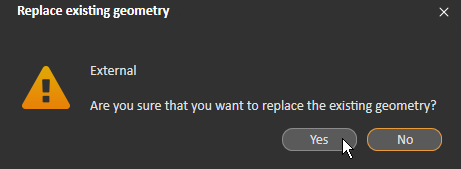 Replace existing geometry
External
Are you sure that you want to replace the existing geometry?
Yes No